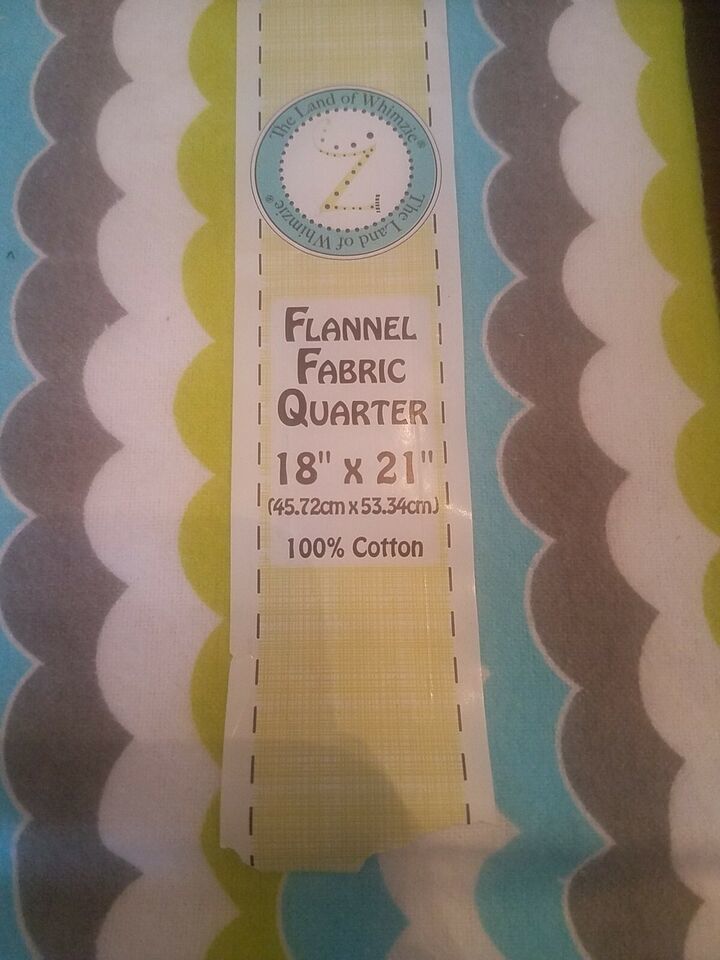 The Land of Whimzie®
The Land of Whimzie®
Z
FLANNEL
FABRIC
QUARTER
18" x 21"
(45.72cm x 53.34cm)
100% Cotton